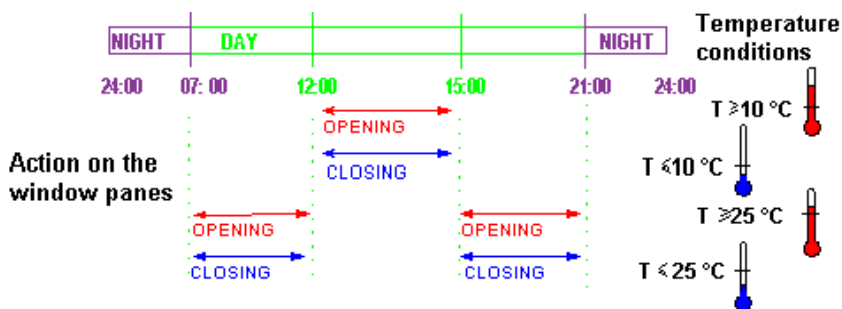 Temperature
conditions
NIGHT DAY NIGHT
24:00 07: 00 12:00 15:00 21:00 24:00
T ⩾10 °C
OPENING
Action on the
window panes
CLOSING
T ⩽10 °C
OPENING OPENING
T ⩾25 °C
CLOSING CLOSING
T ⩽ 25 °C